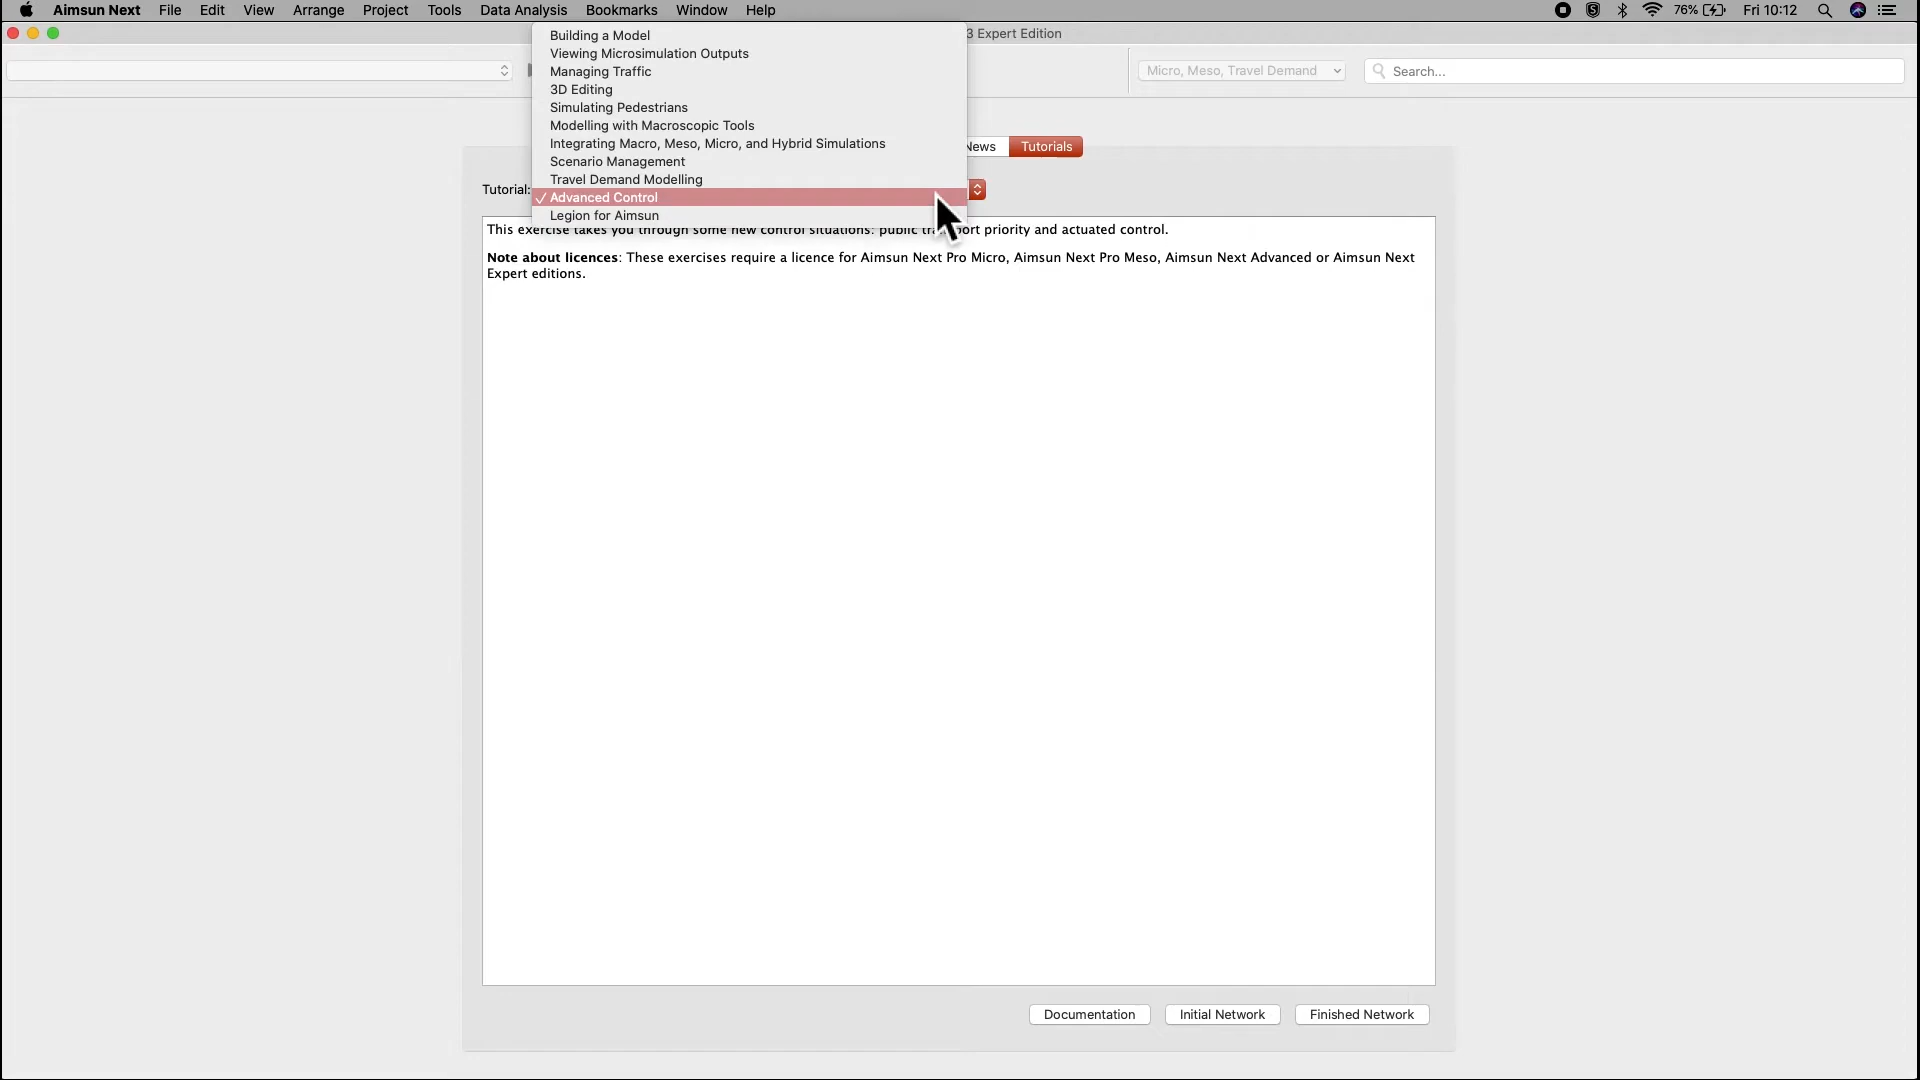 Aimsun Next File Edit View Arrange Project Tools Data Analysis Bookmarks Window Help 76% Fri 10:12
3 Expert Edition
Micro, Meso, Travel Demand Search...
Building a Model
Viewing Microsimulation Outputs
Managing Traffic
3D Editing
Simulating Pedestrians
Modelling with Macroscopic Tools
Integrating Macro, Meso, Micro, and Hybrid Simulations
Scenario Management
Travel Demand Modelling
✓ Advanced Control
Legion for Aimsun
News Tutorials
Tutorial:
This exercise takes you through some new control situations: public transport priority and actuated control.
Note about licences: These exercises require a licence for Aimsun Next Pro Micro, Aimsun Next Pro Meso, Aimsun Next Advanced or Aimsun Next
Expert editions.
Documentation Initial Network Finished Network